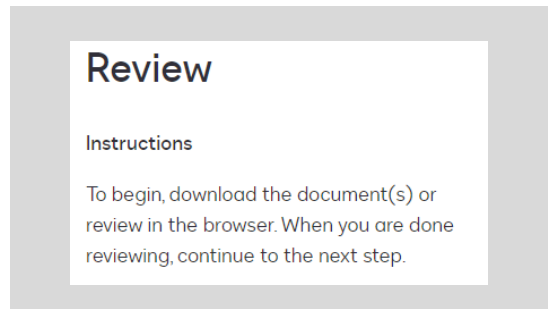 Review
Instructions
To begin, download the document(s) or
review in the browser. When you are done
reviewing, continue to the next step.